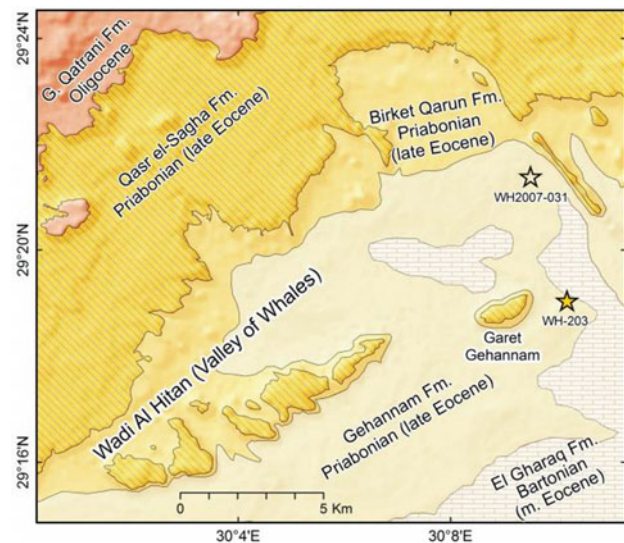 29°24'N
G. Qatrani Fm.
Oligocene
Qasr el-Sagha Fm.
Priabonian (late Eocene)
Birket Qarun Fm.
Priabonian
(late Eocene)
WH2007-031
29°20'N
WH-203
Garet
Gehannam
Wadi Al Hitan (Valley of Whales)
Gehannam Fm.
Priabonian (late Eocene)
El Gharaq Fm.
Bartonian
(m. Eocene)
29°16'N
0 5 Km
30°4'E 30°8'E